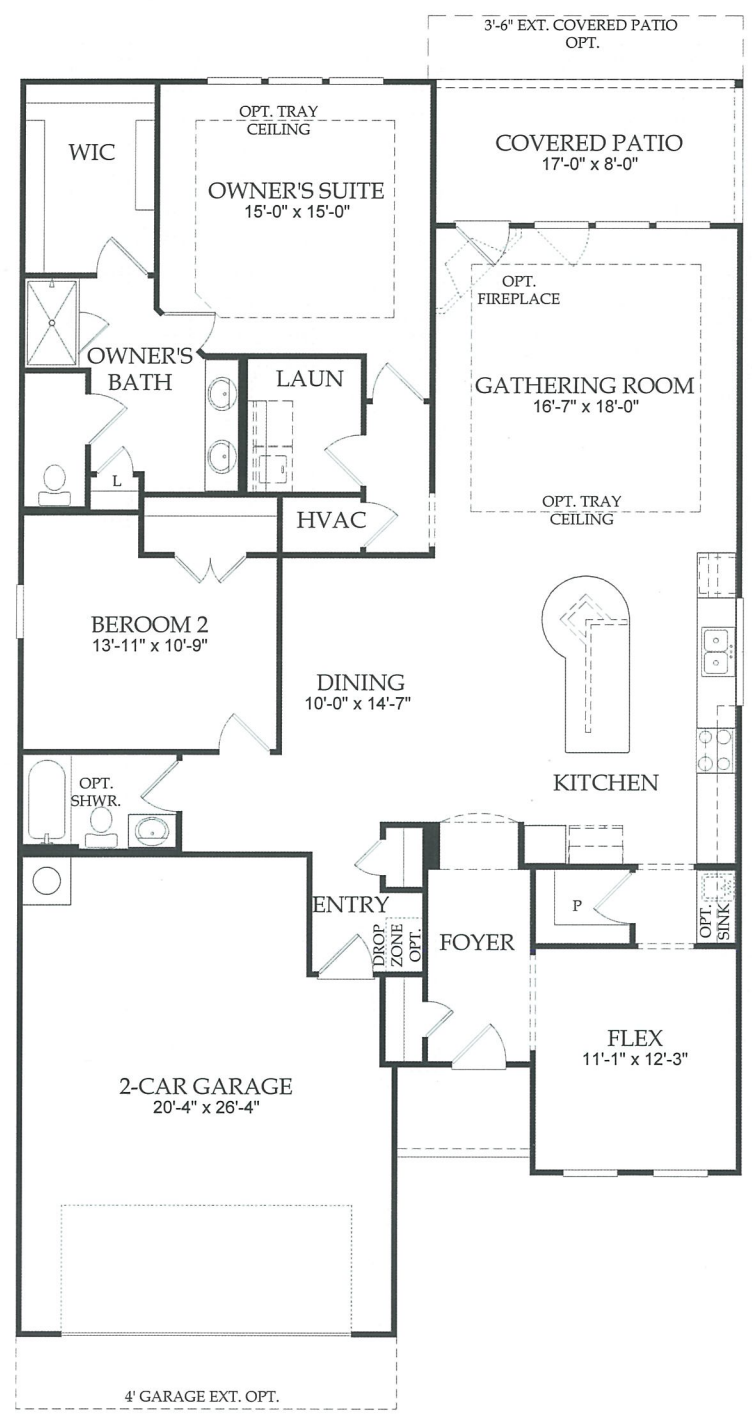 3'-6" EXT. COVERED PATIO
OPT.
OPT. TRAY
CEILING
COVERED PATIO
17'-0" x 8'-0"
WIC
OWNER'S SUITE
15'-0" x 15'-0"
OPT.
FIREPLACE
OWNER'S
BATH
LAUN
GATHERING ROOM
16'-7" x 18'-0"
L
OPT. TRAY
CEILING
HVAC
BEROOM 2
13'-11" x 10'-9"
DINING
10'-0" x 14'-7"
OPT.
SHWR.
KITCHEN
ENTRY
P
OPT.
SINK
DROP
ZONE
OPT.
FOYER
FLEX
11'-1" x 12'-3"
2-CAR GARAGE
20'-4" x 26'-4"
4' GARAGE EXT. OPT.